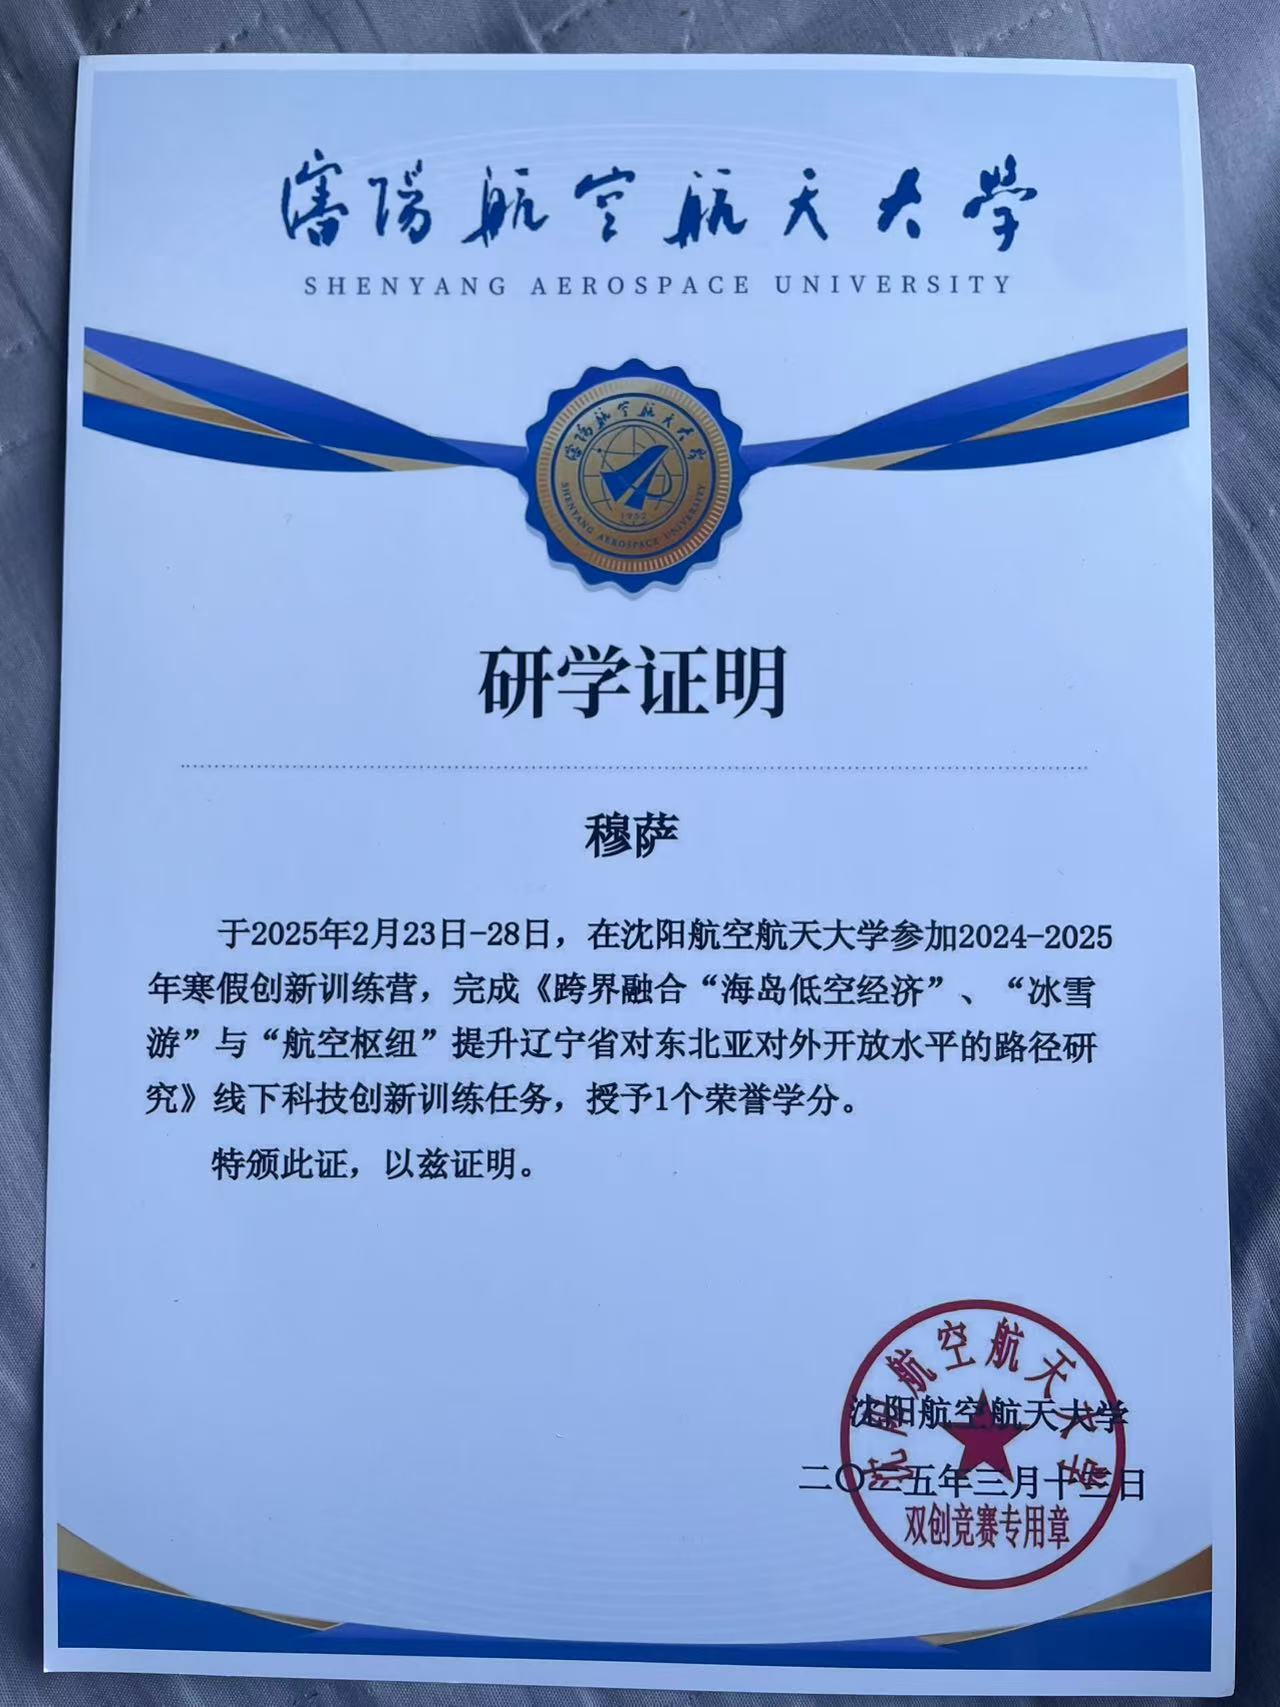 瀋陽航空航天大學
SHENYANG AEROSPACE UNIVERSITY
瀋陽航空航天大學
SHENYANG AEROSPACE UNIVERSITY
1952
研学证明
穆萨
于2025年2月23日-28日，在沈阳航空航天大学参加2024-2025
年寒假创新训练营，完成《跨界融合“海岛低空经济”、“冰雪
游”与“航空枢纽”提升辽宁省对东北亚对外开放水平的路径研
究》线下科技创新训练任务，授予1个荣誉学分。
特颁此证，以兹证明。
沈阳航空航天大学
沈阳航空航天大学
二〇二五年三月十三日
双创竞赛专用章